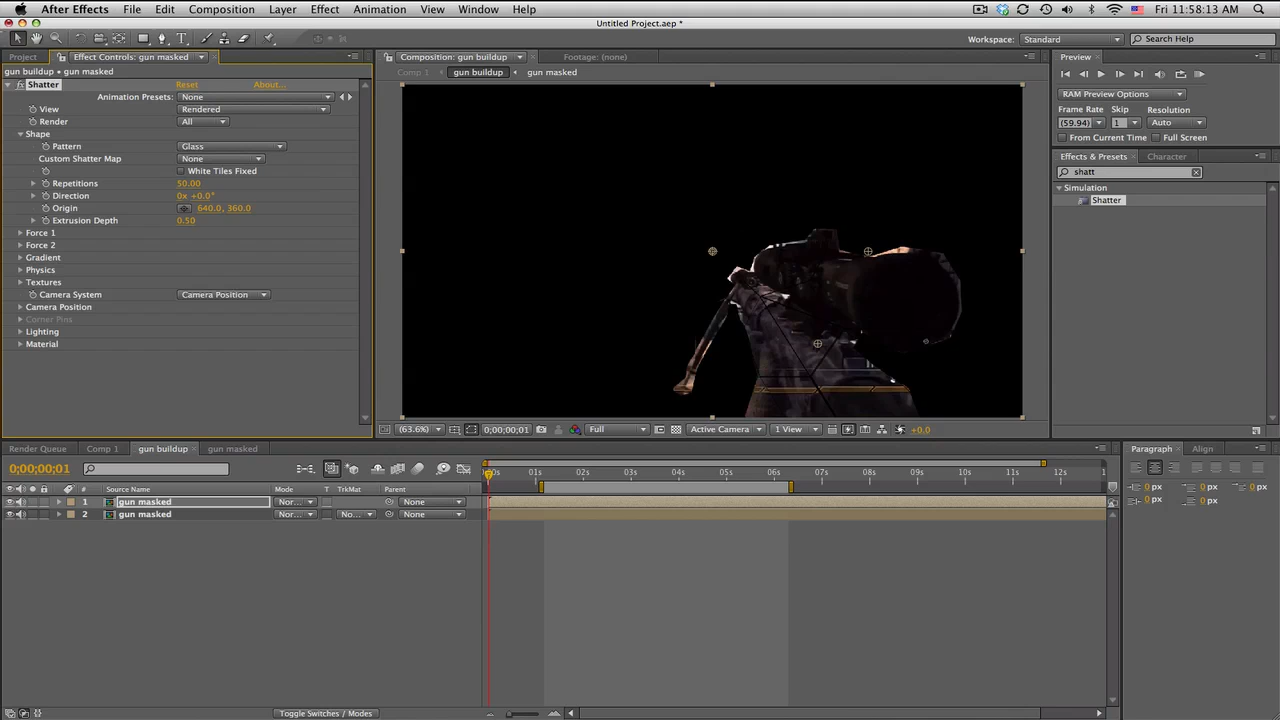 After Effects File Edit Composition Layer Effect Animation View Window Help Fri 11:58:13 AM
Untitled Project.aep *
Workspace: Standard Search Help
Project Effect Controls: gun masked Composition: gun buildup Footage: (none) Preview
gun buildup • gun masked Comp 1 gun buildup gun masked
fx Shatter Reset About...
Animation Presets: None RAM Preview Options
View Rendered Frame Rate Skip Resolution
Render All (59.94) 1 Auto
Shape From Current Time Full Screen
Pattern Glass
Custom Shatter Map None Effects & Presets Character
White Tiles Fixed shatt
Repetitions 50.00 Simulation
Direction 0x +0.0° Shatter
Origin 640.0, 360.0
Extrusion Depth 0.50
Force 1
Force 2
Gradient
Physics
Textures
Camera System Camera Position
Camera Position
Corner Pins
Lighting
Material
(63.6%) 0;00;00;01 Full Active Camera 1 View +0.0
Render Queue Comp 1 gun buildup gun masked Paragraph Align
0;00;00;01 0s 01s 02s 03s 04s 05s 06s 07s 08s 09s 10s 11s 12s 1
# Source Name Mode T TrkMat Parent 0 px 0 px 0 px
1 gun masked Nor... None 0 px 0 px
2 gun masked Nor... No... None
Toggle Switches / Modes